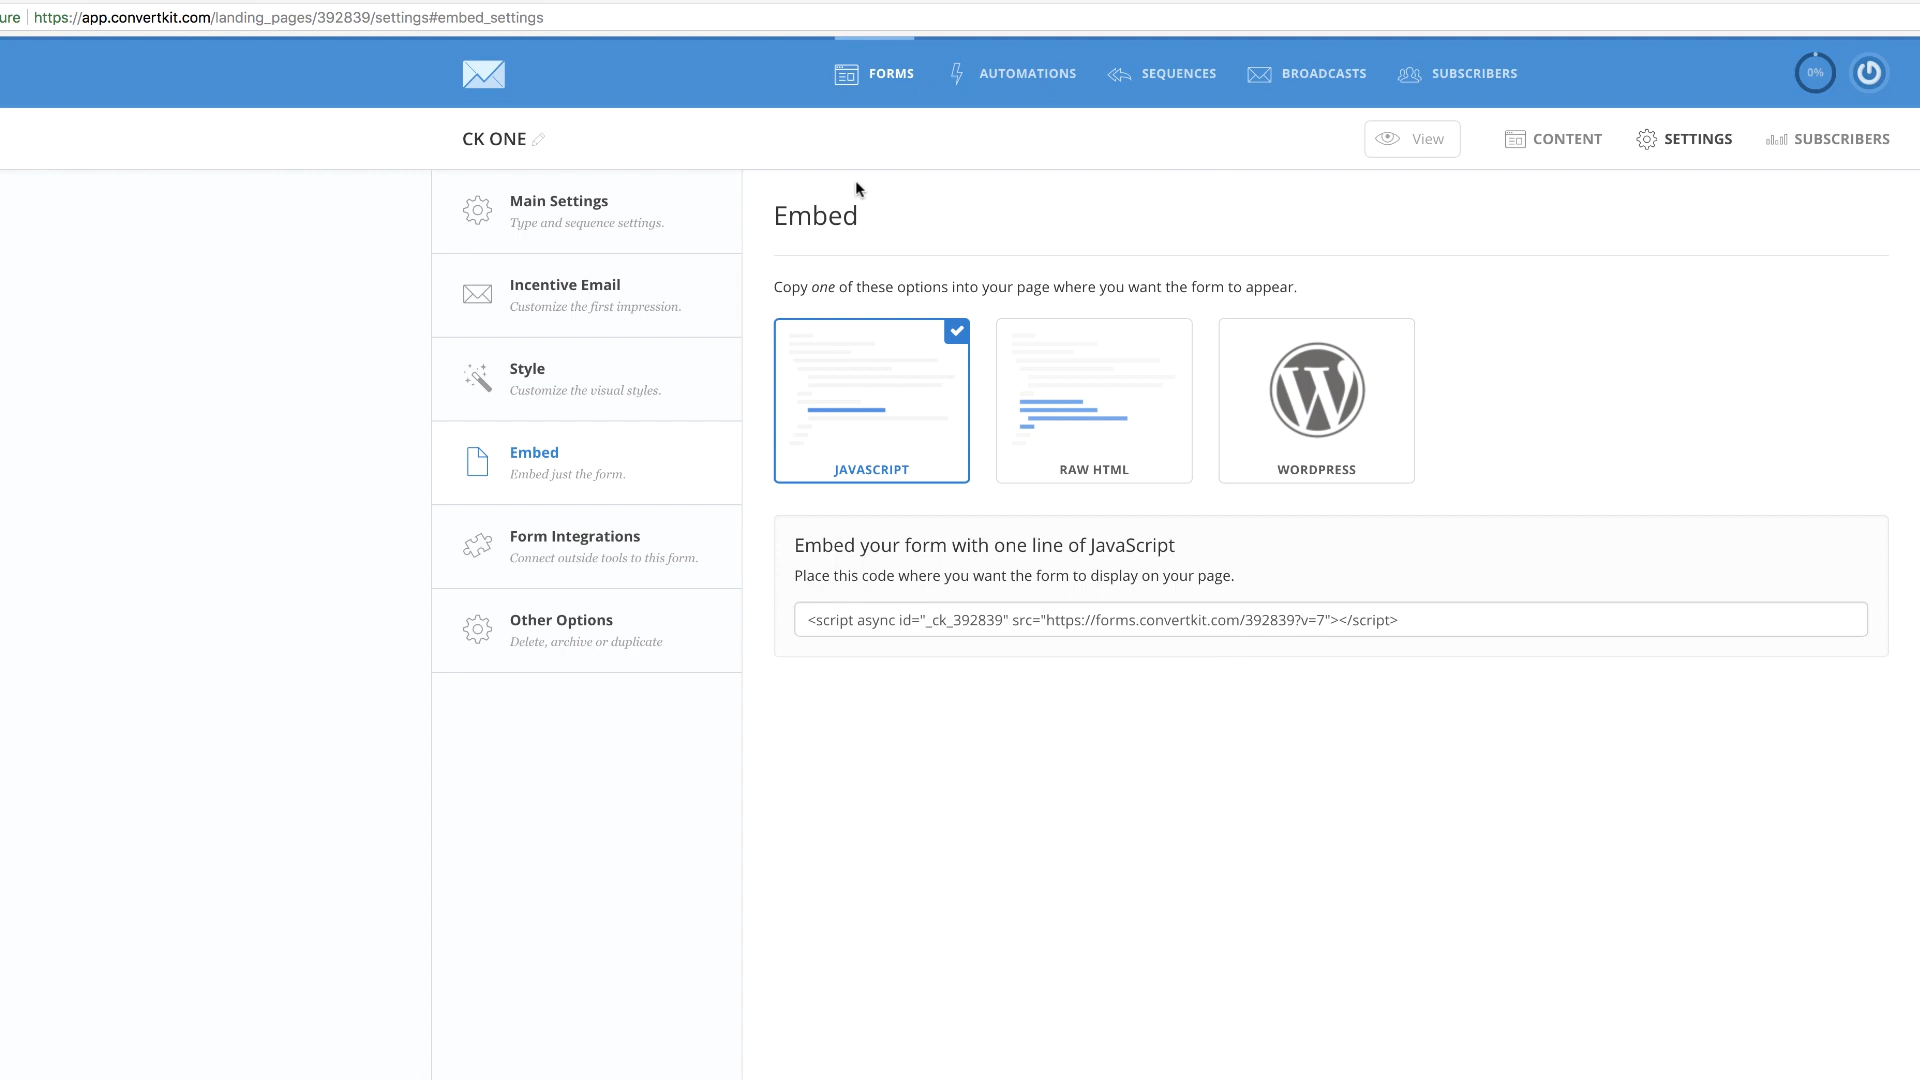 ure https://app.convertkit.com/landing_pages/392839/settings#embed_settings
FORMS AUTOMATIONS SEQUENCES BROADCASTS SUBSCRIBERS 0%
CK ONE View CONTENT SETTINGS SUBSCRIBERS
Main Settings
Type and sequence settings.
Incentive Email
Customize the first impression.
Style
Customize the visual styles.
Embed
Embed just the form.
Form Integrations
Connect outside tools to this form.
Other Options
Delete, archive or duplicate
Embed
Copy one of these options into your page where you want the form to appear.
JAVASCRIPT RAW HTML WORDPRESS
Embed your form with one line of JavaScript
Place this code where you want the form to display on your page.
<script async id="_ck_392839" src="https://forms.convertkit.com/392839?v=7"></script>